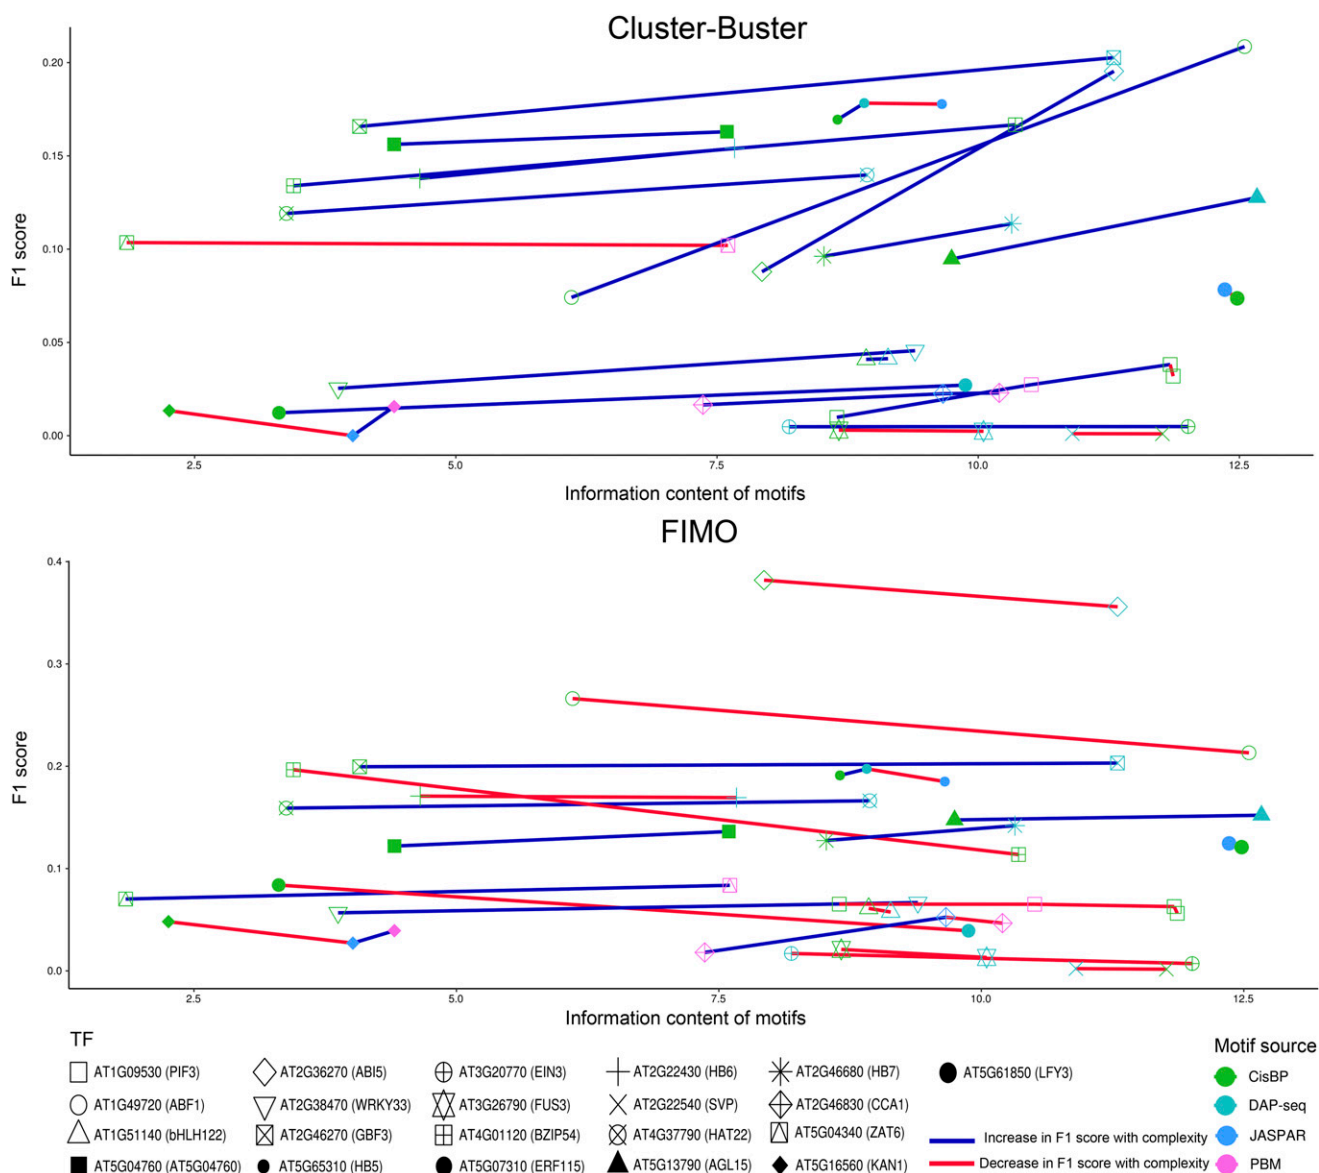 Cluster-Buster
F1 score
0.20
0.15
0.10
0.05
0.00
2.5 5.0 7.5 10.0 12.5
Information content of motifs
FIMO
F1 score
0.4
0.3
0.2
0.1
0.0
2.5 5.0 7.5 10.0 12.5
Information content of motifs
TF
AT1G09530 (PIF3) AT2G36270 (ABI5) AT3G20770 (EIN3) AT2G22430 (HB6) AT2G46680 (HB7) AT5G61850 (LFY3)
AT1G49720 (ABF1) AT2G38470 (WRKY33) AT3G26790 (FUS3) AT2G22540 (SVP) AT2G46830 (CCA1)
AT1G51140 (bHLH122) AT2G46270 (GBF3) AT4G01120 (BZIP54) AT4G37790 (HAT22) AT5G04340 (ZAT6)
AT5G04760 (AT5G04760) AT5G65310 (HB5) AT5G07310 (ERF115) AT5G13790 (AGL15) AT5G16560 (KAN1)
Increase in F1 score with complexity
Decrease in F1 score with complexity
Motif source
CisBP
DAP-seq
JASPAR
PBM